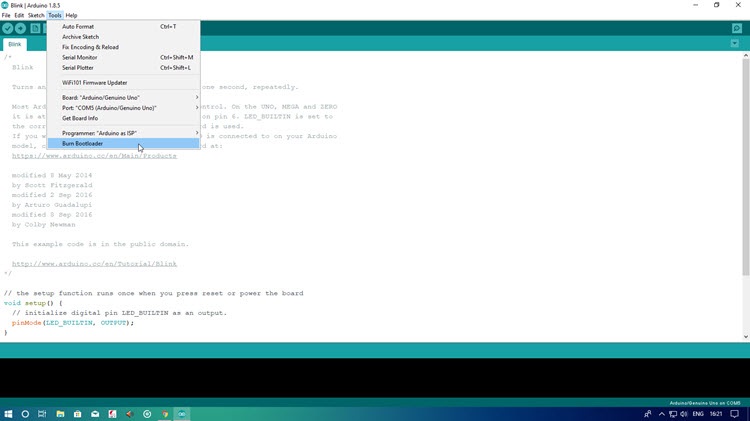 Blink | Arduino 1.8.5
File Edit Sketch Tools Help
Auto Format Ctrl+T
Archive Sketch
Fix Encoding & Reload
Serial Monitor Ctrl+Shift+M
Serial Plotter Ctrl+Shift+L
WiFi101 Firmware Updater
Board: "Arduino/Genuino Uno"
Port: "COM5 (Arduino/Genuino Uno)"
Get Board Info
Programmer: "Arduino as ISP"
Burn Bootloader
Blink
/*
Blink
Turns an one second, repeatedly.
Most Ard trol. On the UNO, MEGA and ZERO
it is at on pin 6. LED_BUILTIN is set to
the corr d is used.
If you w is connected to on your Arduino
model, c d at:
https://www.arduino.cc/en/Main/Products
modified 8 May 2014
by Scott Fitzgerald
modified 2 Sep 2016
by Arturo Guadalupi
modified 8 Sep 2016
by Colby Newman
This example code is in the public domain.
http://www.arduino.cc/en/Tutorial/Blink
*/
// the setup function runs once when you press reset or power the board
void setup() {
// initialize digital pin LED_BUILTIN as an output.
pinMode(LED_BUILTIN, OUTPUT);
}
Arduino/Genuino Uno on COM5
ENG 16:21